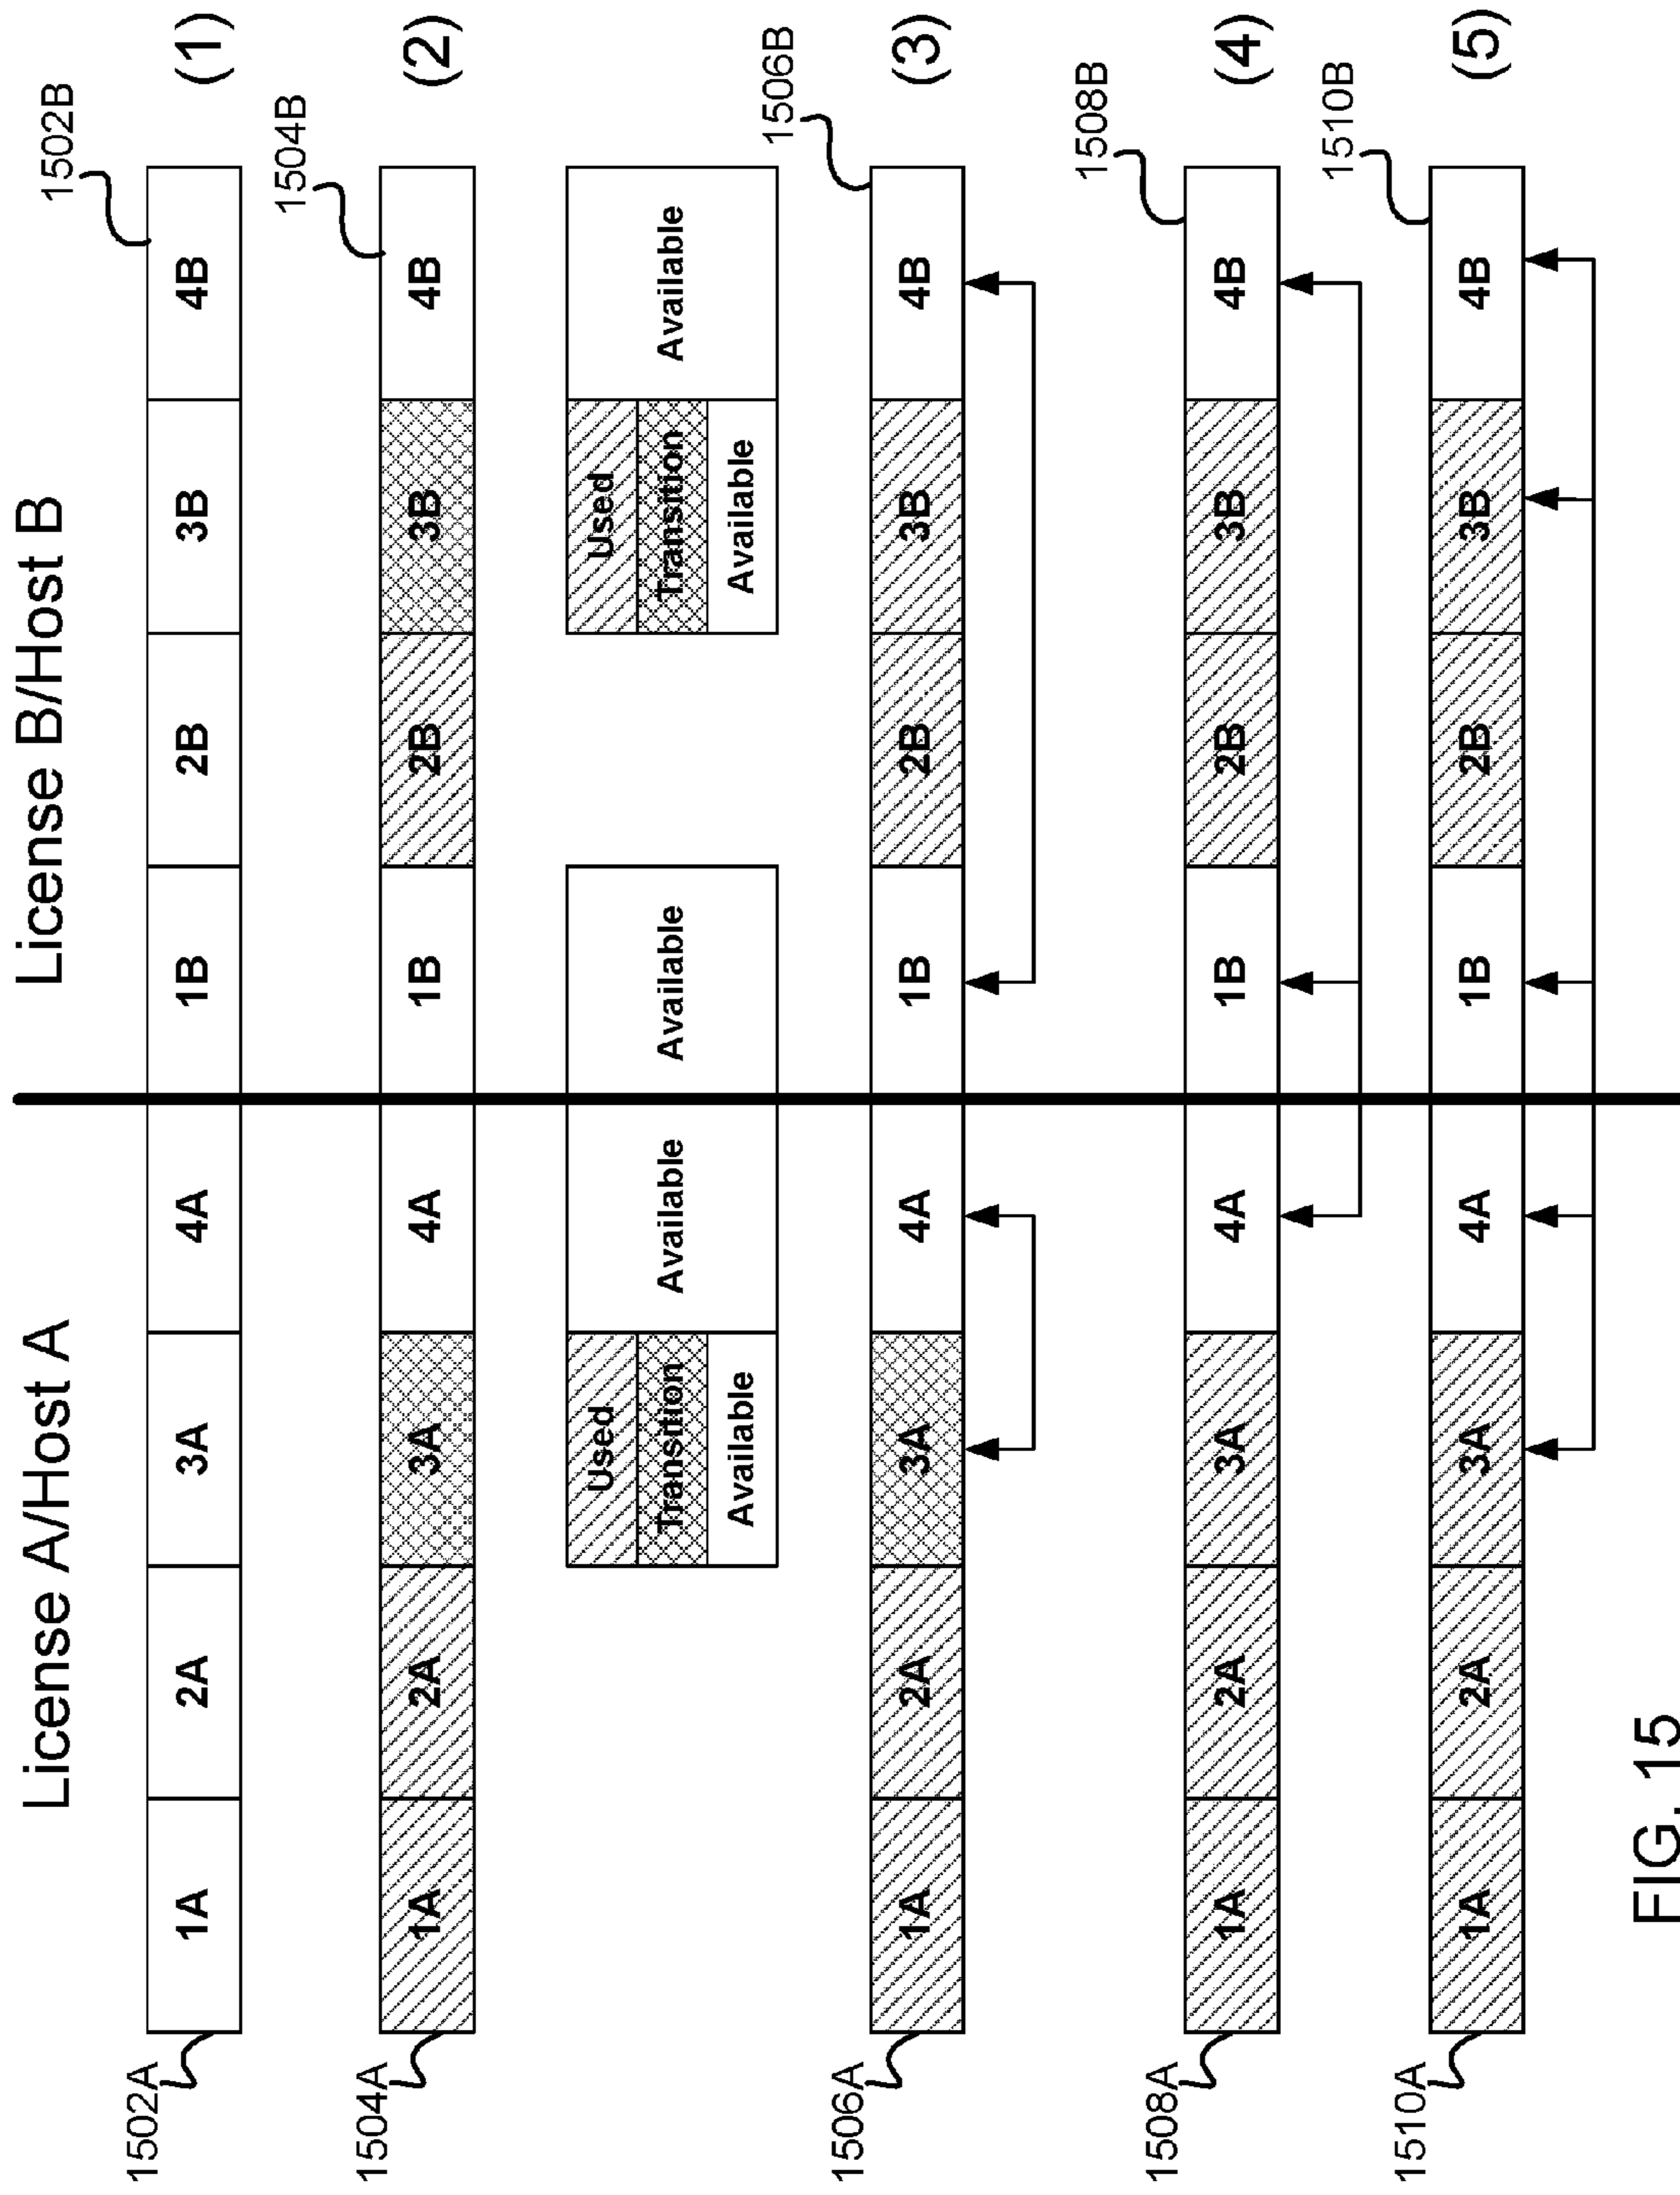 License A/Host A
License B/Host B
1502A
1A 2A 3A 4A 1B 2B 3B 4B
1502B
(1)
1504A
1A 2A 3A 4A 1B 2B 3B 4B
1504B
(2)
Used
Transition
Available
Available
Available
Used
Transition
Available
Available
1506A
1A 2A 3A 4A 1B 2B 3B 4B
1506B
(3)
1508A
1A 2A 3A 4A 1B 2B 3B 4B
1508B
(4)
1510A
1A 2A 3A 4A 1B 2B 3B 4B
1510B
(5)
FIG. 15